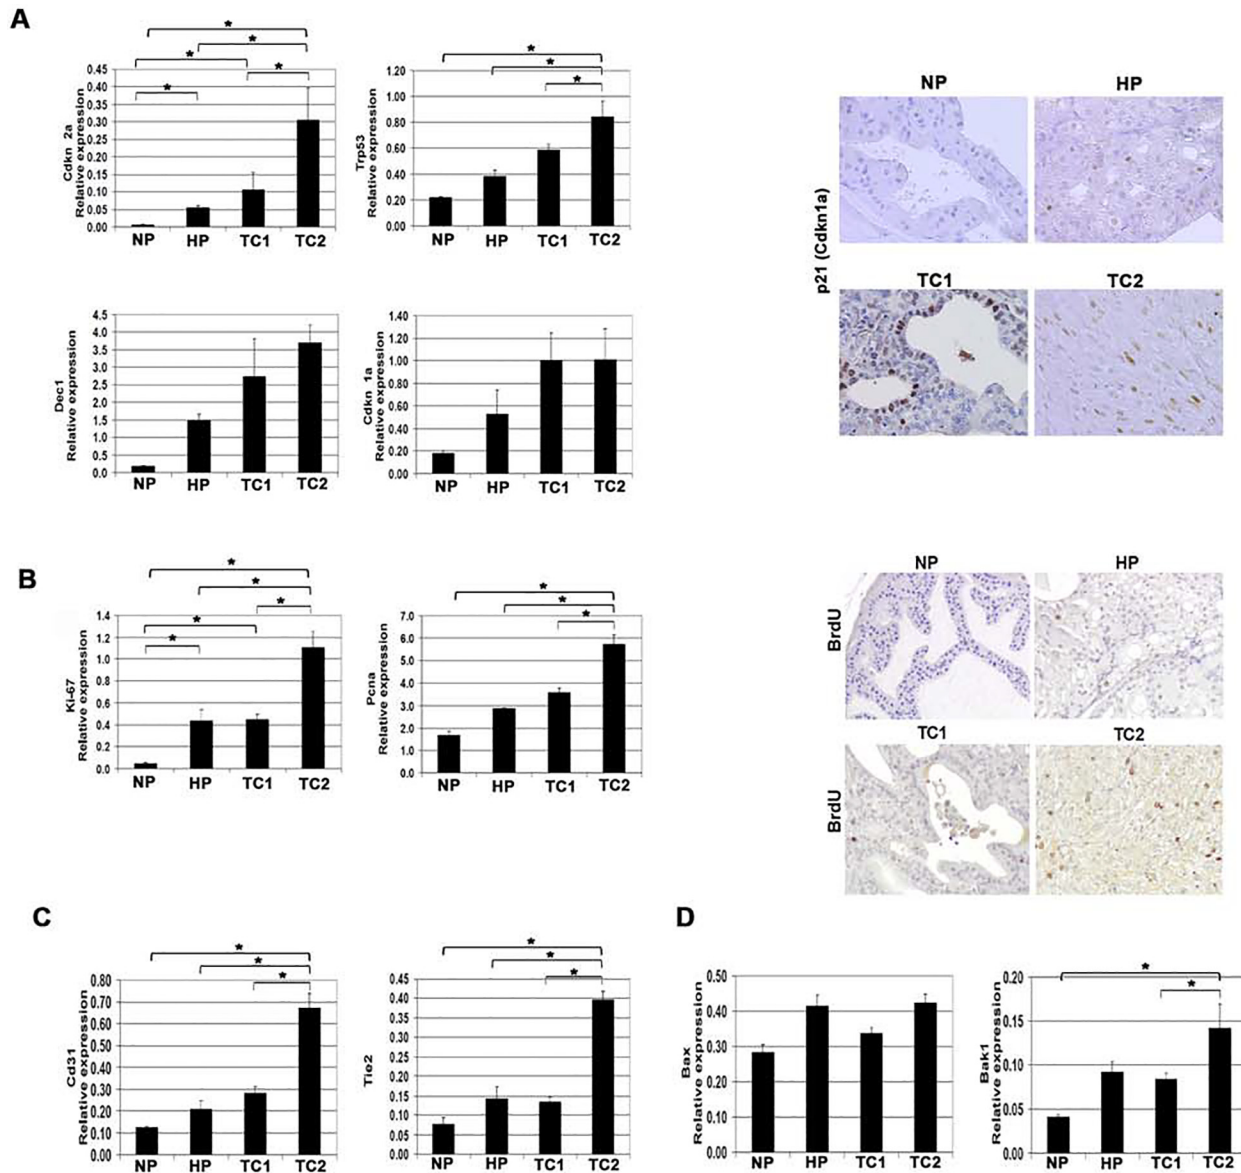 A
*
*
*
*
*
Cdkn 2a
Relative expression
0.45
0.40
0.35
0.30
0.25
0.20
0.15
0.10
0.05
0.00
NP HP TC1 TC2
*
*
*
Trp53
Relative expression
1.20
1.00
0.80
0.60
0.40
0.20
0.00
NP HP TC1 TC2
Dec1
Relative expression
4.5
4.0
3.5
3.0
2.5
2.0
1.5
1.0
0.5
0.0
NP HP TC1 TC2
Cdkn 1a
Relative expression
1.40
1.20
1.00
0.80
0.60
0.40
0.20
0.00
NP HP TC1 TC2
p21 (Cdkn1a)
NP HP
TC1 TC2
B
*
*
*
*
*
Ki-67
Relative expression
1.4
1.2
1.0
0.8
0.6
0.4
0.2
0.0
NP HP TC1 TC2
*
*
*
Pcna
Relative expression
7.0
6.0
5.0
4.0
3.0
2.0
1.0
0.0
NP HP TC1 TC2
NP HP
BrdU
TC1 TC2
BrdU
C
*
*
*
Cd31
Relative expression
0.80
0.70
0.60
0.50
0.40
0.30
0.20
0.10
0.00
NP HP TC1 TC2
*
*
*
Tie2
0.45
0.40
0.35
0.30
0.25
0.20
0.15
0.10
0.05
0.00
NP HP TC1 TC2
D
Bax
Relative expression
0.50
0.40
0.30
0.20
0.10
0.00
NP HP TC1 TC2
*
*
Bak1
Relative expression
0.20
0.15
0.10
0.05
0.00
NP HP TC1 TC2